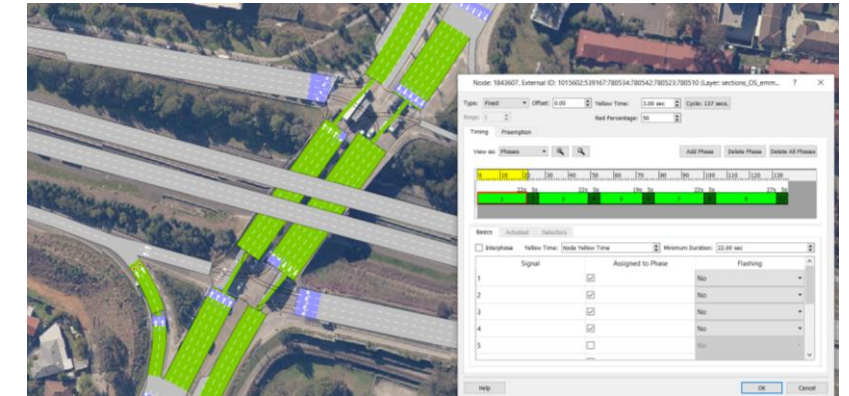 Node: 1843607, External ID: 1015602:539167:780534:780542:780523:780510 (Layer: sections_OS_emm... ? ×
Type: Fixed Offset: 0.00 Yellow Time: 3.00 sec Cycle: 137 secs.
Rings: 1 Red Percentage: 50
Timing Preemption
View as: Phases Add Phase Delete Phase Delete All Phases
0 10 20 30 40 50 60 70 80 90 100 110 120 130
22s 5s 22s 5s 19s 5s 22s 5s 27s 5s
1 3 5 7 9
Basics Actuated Detectors
Interphase Yellow Time: Node Yellow Time Minimum Duration: 22.00 sec
Signal Assigned to Phase Flashing
1 No
2 No
3 No
4 No
5 No
Help OK Cancel